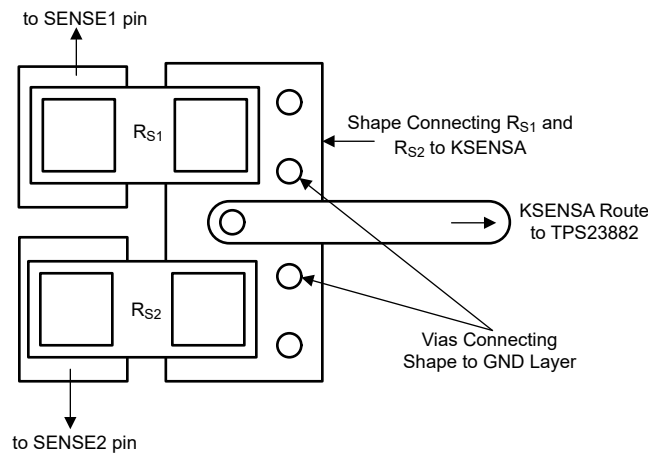 to SENSE1 pin
RS1
Shape Connecting RS1 and
RS2 to KSENSA
KSENSA Route
to TPS23882
RS2
Vias Connecting
Shape to GND Layer
to SENSE2 pin